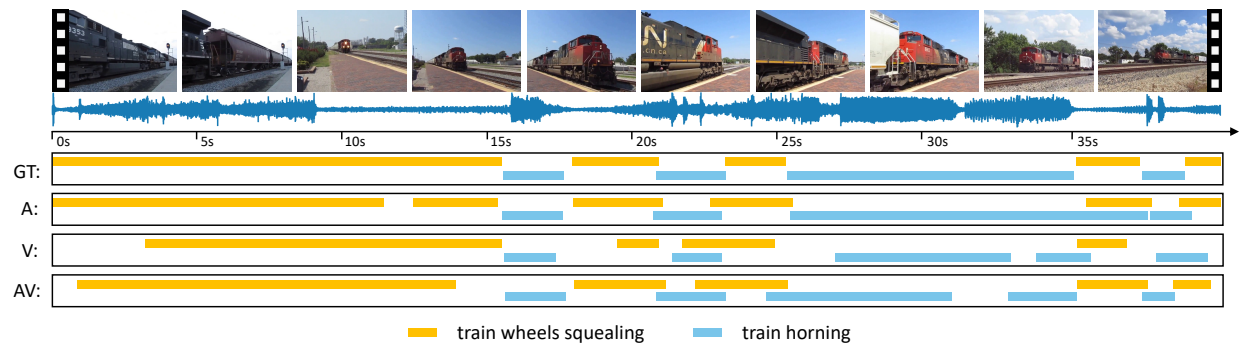 0s 5s 10s 15s 20s 25s 30s 35s
GT:
A:
V:
AV:
train wheels squealing train horning